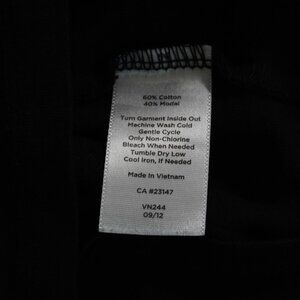 60% Cotton
40% Modal
Turn Garment Inside Out
Machine Wash Cold
Gentle Cycle
Only Non-Chlorine
Bleach When Needed
Tumble Dry Low
Cool Iron, If Needed
Made in Vietnam
CA #23147
VN244
09/12